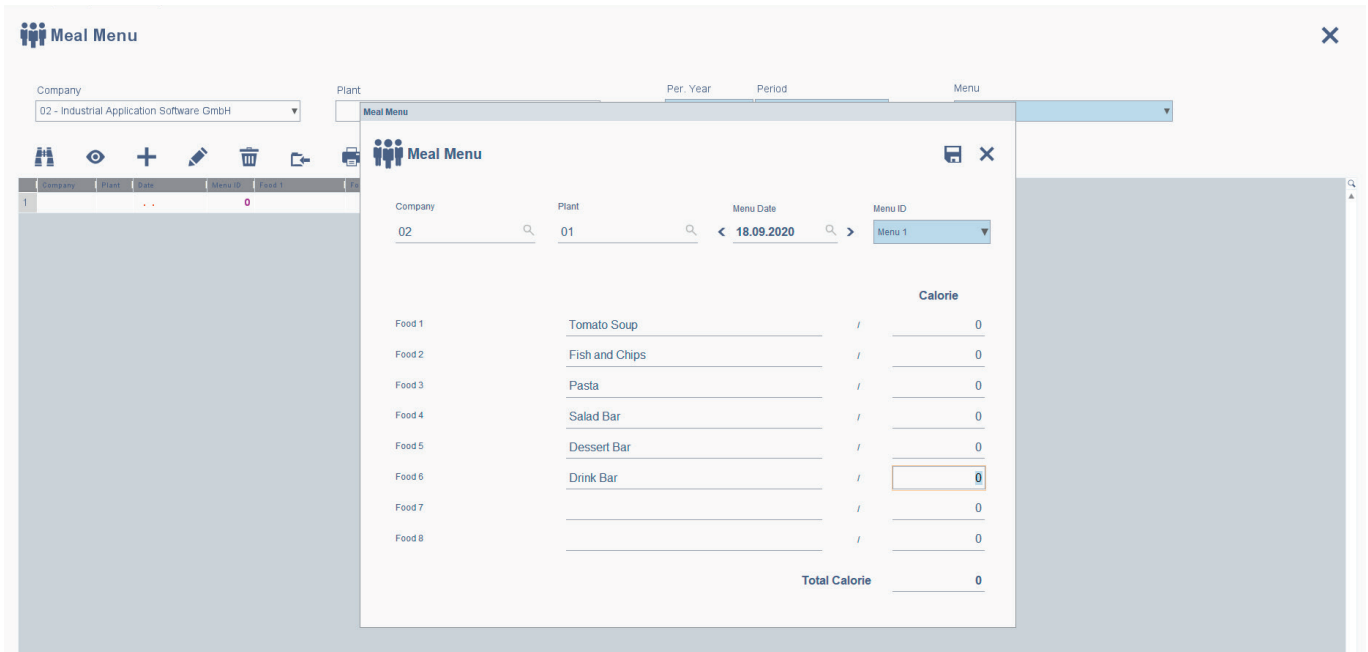 Meal Menu
Company Plant Per. Year Period Menu
02 - Industrial Application Software GmbH
Meal Menu
Meal Menu
Company Plant Date Menu ID Food 1
1 . . 0
Company Plant Menu Date Menu ID
02 01 < 18.09.2020 > Menu 1
Calorie
Food 1 Tomato Soup / 0
Food 2 Fish and Chips / 0
Food 3 Pasta / 0
Food 4 Salad Bar / 0
Food 5 Dessert Bar / 0
Food 6 Drink Bar / 0
Food 7 / 0
Food 8 / 0
Total Calorie 0